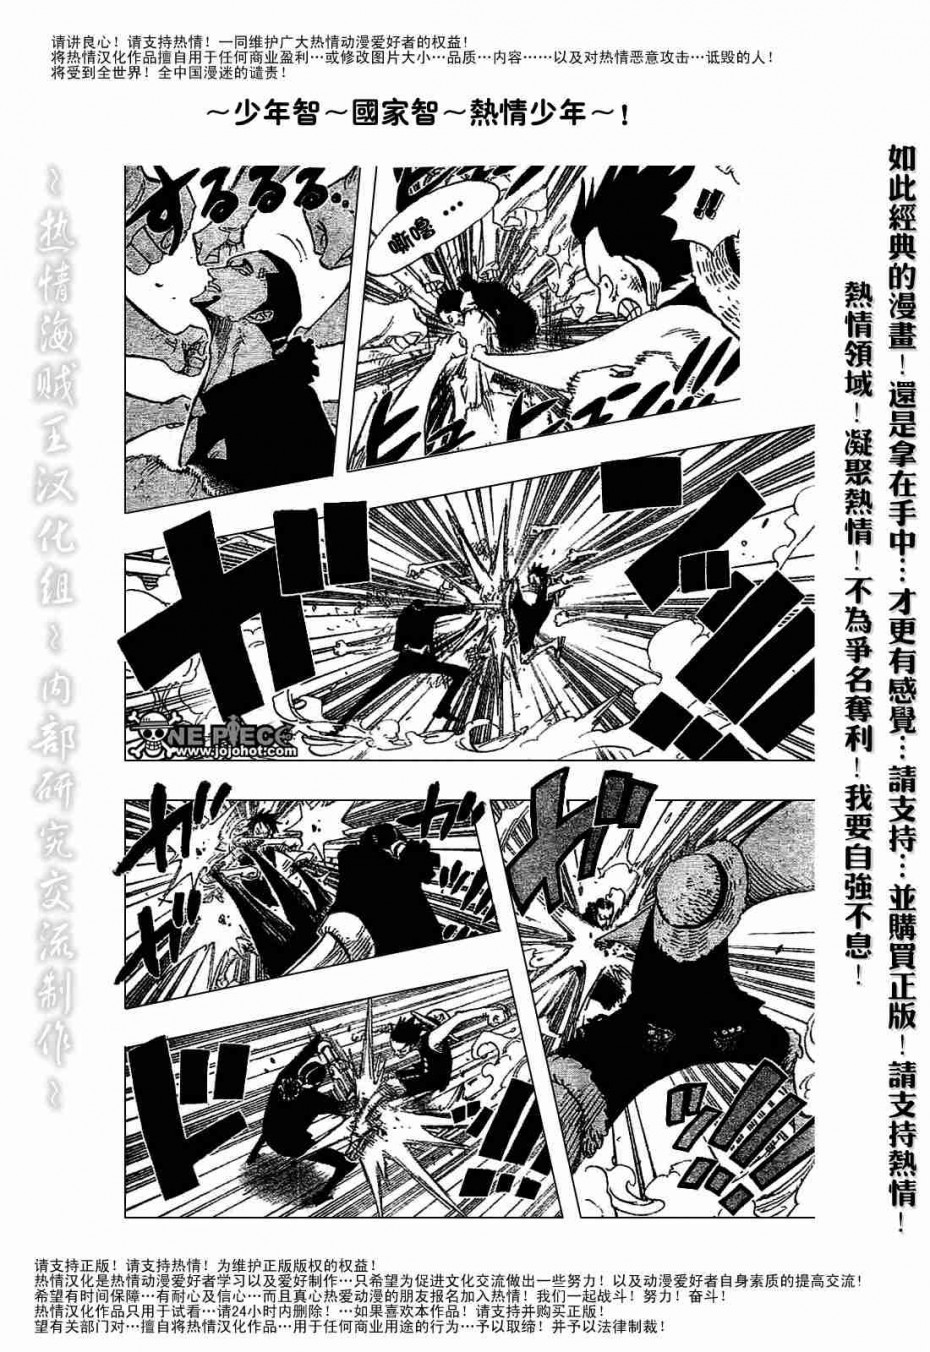 请讲良心！请支持热情！一同维护广大热情动漫爱好者的权益！
将热情汉化作品擅自用于任何商业盈利…或修改图片大小…品质…内容……以及对热情恶意攻击…诋毁的人！
将受到全世界！全中国漫迷的谴责！
～少年智～國家智～熱情少年～！
如此經典的漫畫！還是拿在手中…才更有感覺…請支持…並購買正版！請支持熱情！
熱情領域！凝聚熱情！不為爭名奪利！我要自強不息！
～热情海贼王汉化组～内部研究交流制作～
するるる..
!!
…嘶噜
ONE PIECE
www.jojohot.com
ガ
ガガ
ドン
请支持正版！请支持热情！为维护正版版权的权益！
热情汉化是热情动漫爱好者学习以及爱好制作…只希望为促进文化交流做出一些努力！以及动漫爱好者自身素质的提高交流！
希望有时间保障…有耐心及信心…而且真心热爱动漫的朋友报名加入热情！我们一起战斗！努力！奋斗！
热情汉化作品只用于试看…请24小时内删除！…如果喜欢本作品！请支持并购买正版！
望有关部门对…擅自将热情汉化作品…用于任何商业用途的行为…予以取缔！并予以法律制裁！